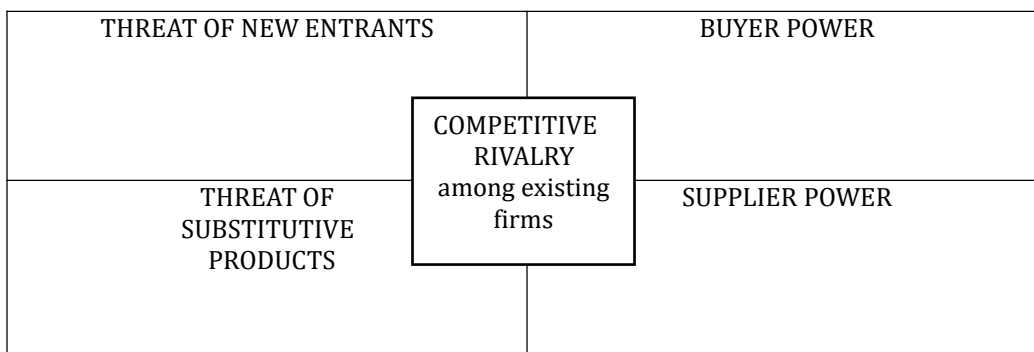 THREAT OF NEW ENTRANTS
BUYER POWER
COMPETITIVE
RIVALRY
among existing
firms
THREAT OF
SUBSTITUTIVE
PRODUCTS
SUPPLIER POWER